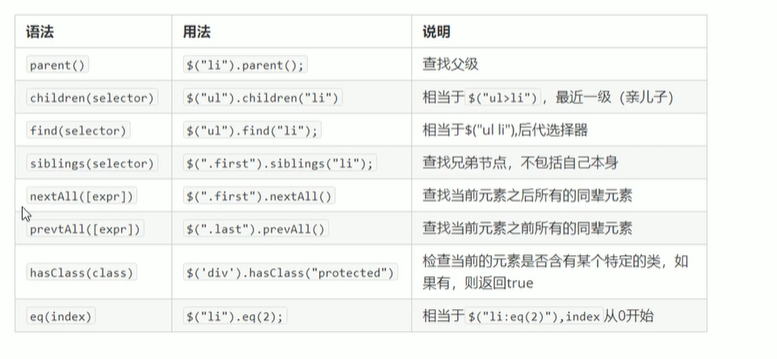 语法 用法 说明
parent() $("li").parent(); 查找父级
children(selector) $("ul").children("li") 相当于$("ul>li")，最近一级（亲儿子）
find(selector) $("ul").find("li"); 相当于$("ul li"),后代选择器
siblings(selector) $(".first").siblings("li"); 查找兄弟节点，不包括自己本身
nextAll([expr]) $(".first").nextAll() 查找当前元素之后所有的同辈元素
prevtAll([expr]) $(".last").prevAll() 查找当前元素之前所有的同辈元素
hasClass(class) $('div').hasClass("protected") 检查当前的元素是否含有某个特定的类，如
果有，则返回true
eq(index) $("li").eq(2); 相当于$("li:eq(2)"),index从0开始